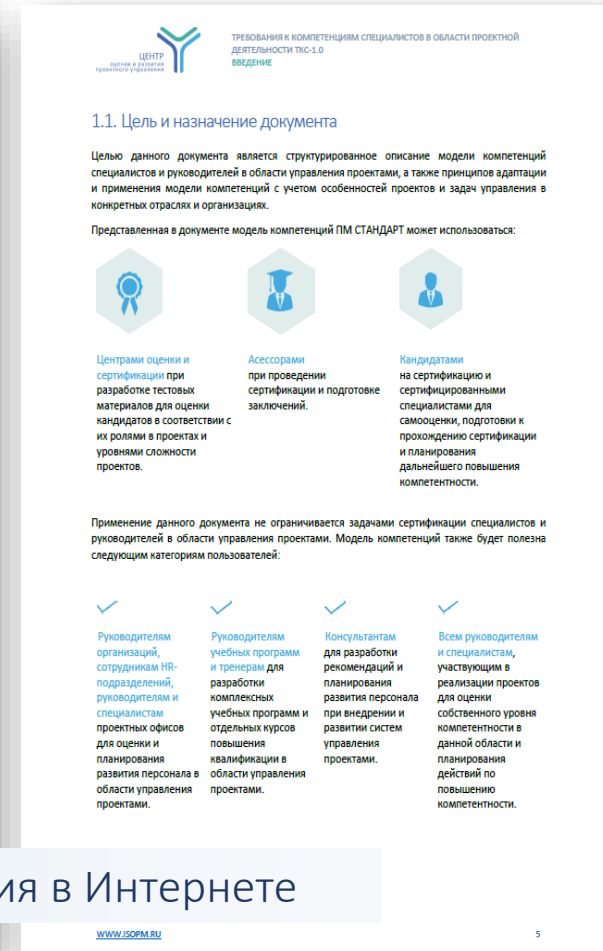 ЦЕНТР
оценки и развития
проектного управления
ТРЕБОВАНИЯ К КОМПЕТЕНЦИЯМ СПЕЦИАЛИСТОВ В ОБЛАСТИ ПРОЕКТНОЙ
ДЕЯТЕЛЬНОСТИ ТКС-1.0
ВВЕДЕНИЕ
1.1. Цель и назначение документа
Целью данного документа является структурированное описание модели компетенций
специалистов и руководителей в области управления проектами, а также принципов адаптации
и применения модели компетенций с учетом особенностей проектов и задач управления в
конкретных отраслях и организациях.
Представленная в документе модель компетенций ПМ СТАНДАРТ может использоваться:
Центрами оценки и
сертификации при
разработке тестовых
материалов для оценки
кандидатов в соответствии с
их ролями в проектах и
уровнями сложности
проектов.
Асессорами
при проведении
сертификации и подготовке
заключений.
Кандидатами
на сертификацию и
сертифицированными
специалистами для
самооценки, подготовки к
прохождению сертификации
и планирования
дальнейшего повышения
компетентности.
Применение данного документа не ограничивается задачами сертификации специалистов и
руководителей в области управления проектами. Модель компетенций также будет полезна
следующим категориям пользователей:
Руководителям
организаций,
сотрудникам HR-
подразделений,
руководителям и
специалистам
проектных офисов
для оценки и
планирования
развития персонала в
области управления
проектами.
Руководителям
учебных программ
и тренерам для
разработки
комплексных
учебных программ и
отдельных курсов
повышения
квалификации в
области управления
проектами.
Консультантам
для разработки
рекомендаций и
планирования
развития персонала
при внедрении и
развитии систем
управления
проектами.
Всем руководителям
и специалистам,
участвующим в
реализации проектов
для оценки
собственного уровня
компетентности в
данной области и
планирования
действий по
повышению
компетентности.
ия в Интернете
WWW.ISOPM.RU
5